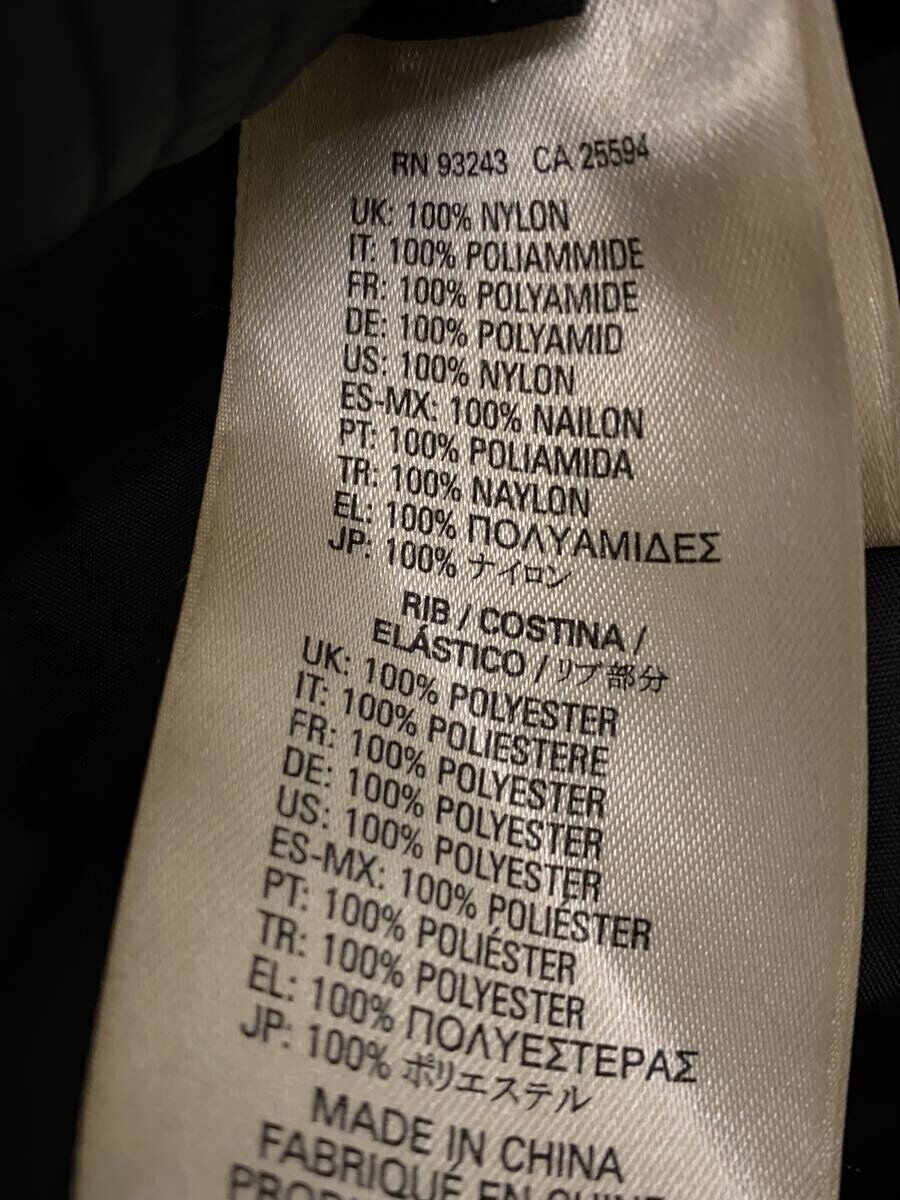 RN 93243 CA 25594
UK: 100% NYLON
IT: 100% POLIAMMIDE
FR: 100% POLYAMIDE
DE: 100% POLYAMID
US: 100% NYLON
ES-MX: 100% NAILON
PT: 100% POLIAMIDA
TR: 100% NAYLON
EL: 100% ΠΟΛΥΑΜΙΔΕΣ
JP: 100% ナイロン
RIB / COSTINA /
ELÁSTICO / リブ部分
UK: 100% POLYESTER
IT: 100% POLIESTERE
FR: 100% POLYESTER
DE: 100% POLYESTER
US: 100% POLYESTER
ES-MX: 100% POLIÉSTER
PT: 100% POLIÉSTER
TR: 100% POLYESTER
EL: 100% ΠΟΛΥΕΣΤΕΡΑΣ
JP: 100% ポリエステル
MADE IN CHINA
FABRIQUÉ EN CHINE